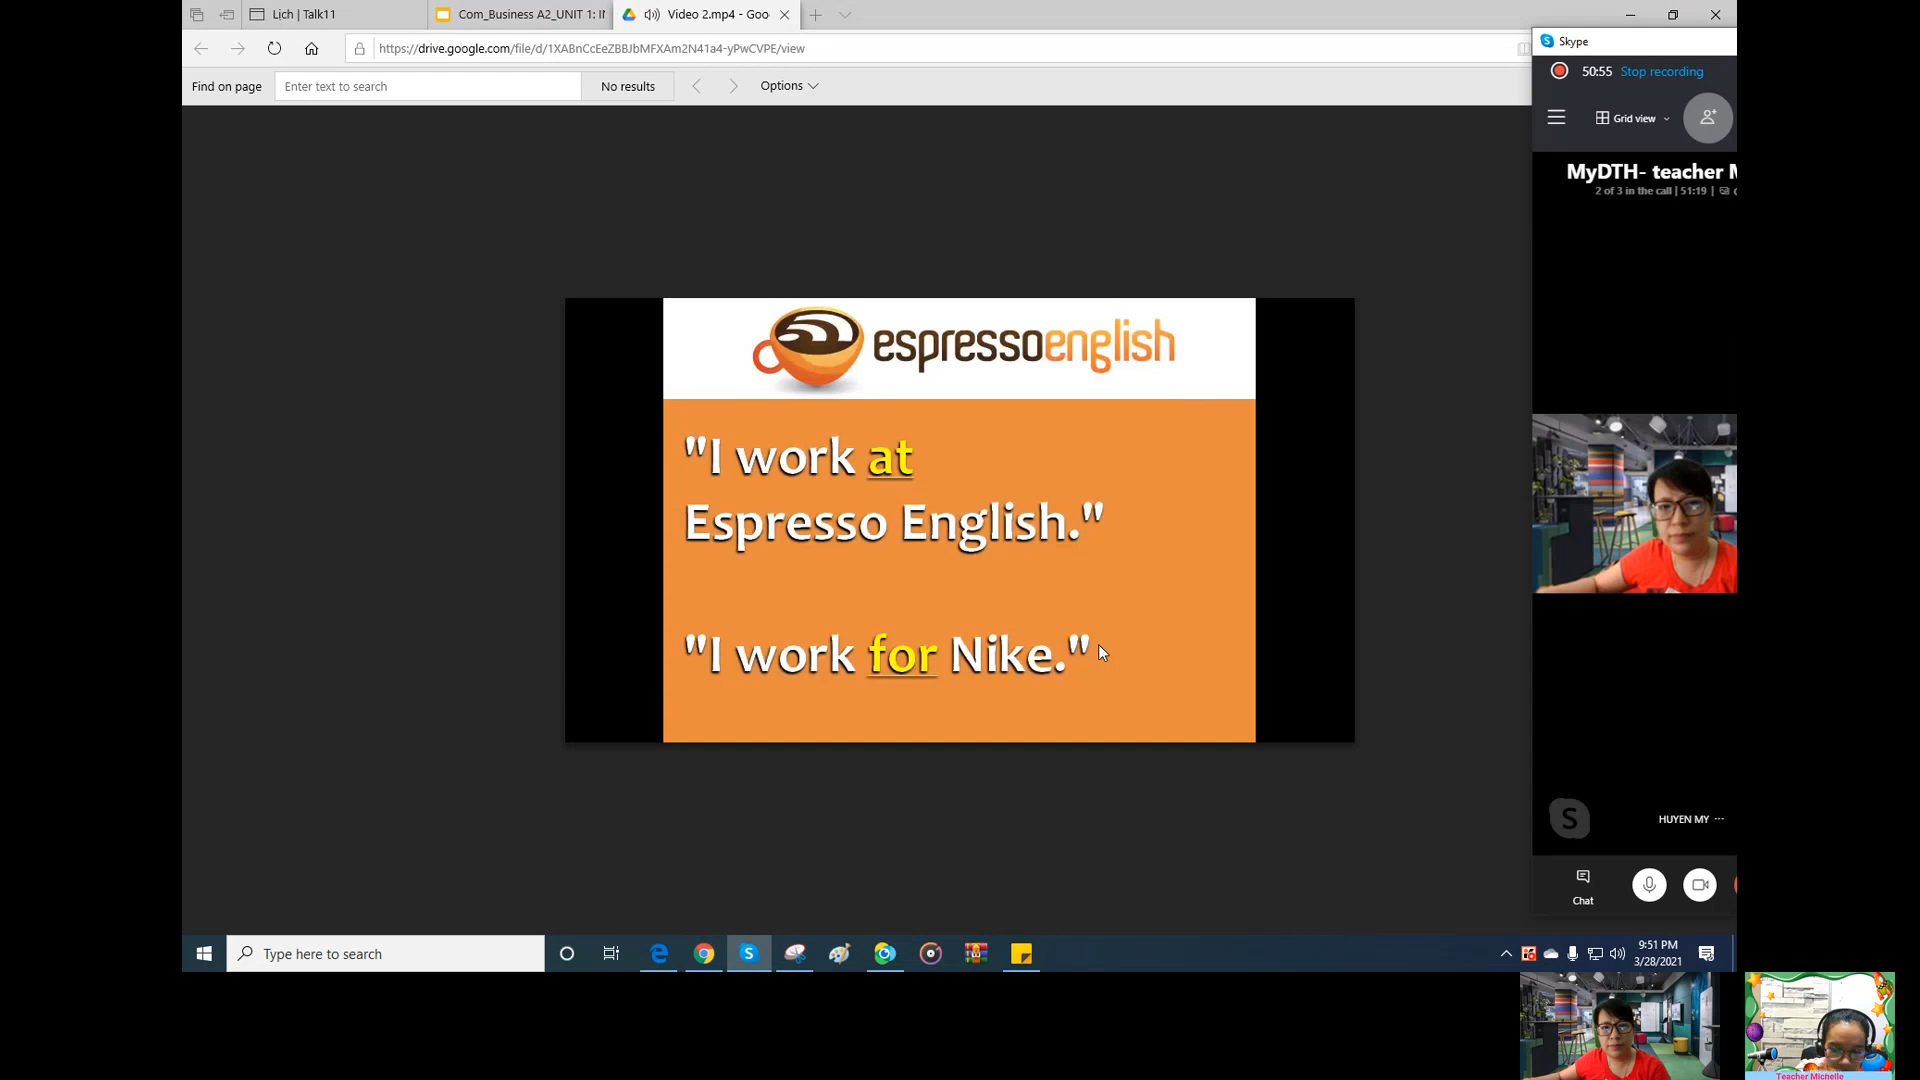 Lịch | Talk11
Com_Business A2_UNIT 1: I
Video 2.mp4 - Goo
https://drive.google.com/file/d/1XABnCcEeZBBJbMFXAm2N41a4-yPwCVPE/view
Find on page
Enter text to search
No results
Options
Skype
50:55 Stop recording
Grid view
MyDTH- teacher M
2 of 3 in the call | 51:19 |
espressoenglish
"I work at
Espresso English."
"I work for Nike."
HUYEN MY ...
Chat
Type here to search
9:51 PM
3/28/2021
Teacher Michelle